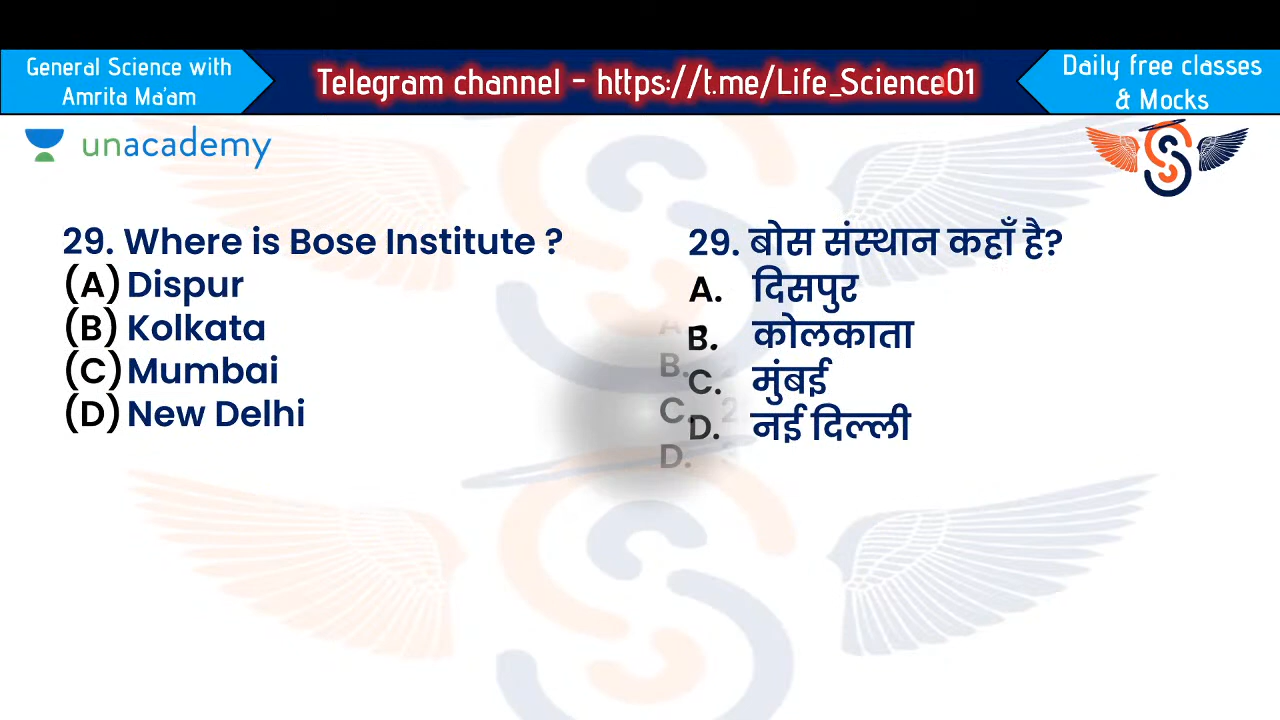 General Science with
Amrita Ma'am
Telegram channel - https://t.me/Life_Science01
Daily free classes
& Mocks
unacademy
29. Where is Bose Institute ?
(A) Dispur
(B) Kolkata
(C) Mumbai
(D) New Delhi
29. बोस संस्थान कहाँ है?
A. दिसपुर
B. कोलकाता
C. मुंबई
D. नई दिल्ली
A
B.
C. 2
D.